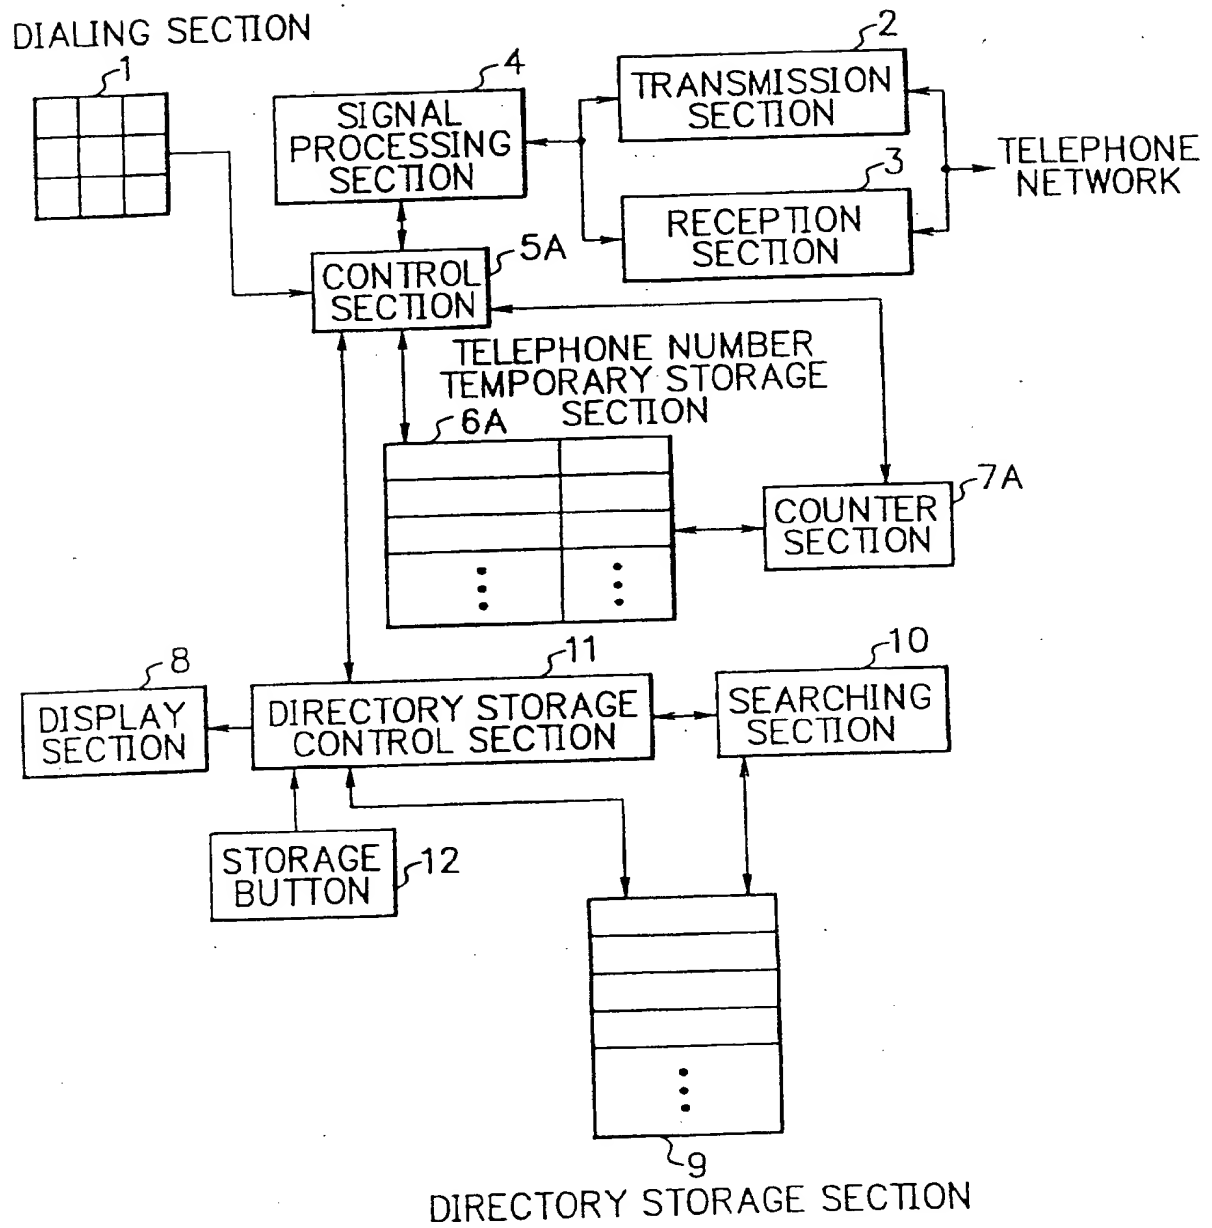 DIALING SECTION
1
4
SIGNAL
PROCESSING
SECTION
2
TRANSMISSION
SECTION
3
RECEPTION
SECTION
TELEPHONE
NETWORK
5A
CONTROL
SECTION
TELEPHONE NUMBER
TEMPORARY STORAGE
SECTION
6A
7A
COUNTER
SECTION
8
DISPLAY
SECTION
11
DIRECTORY STORAGE
CONTROL SECTION
10
SEARCHING
SECTION
STORAGE
BUTTON
12
9
DIRECTORY STORAGE SECTION